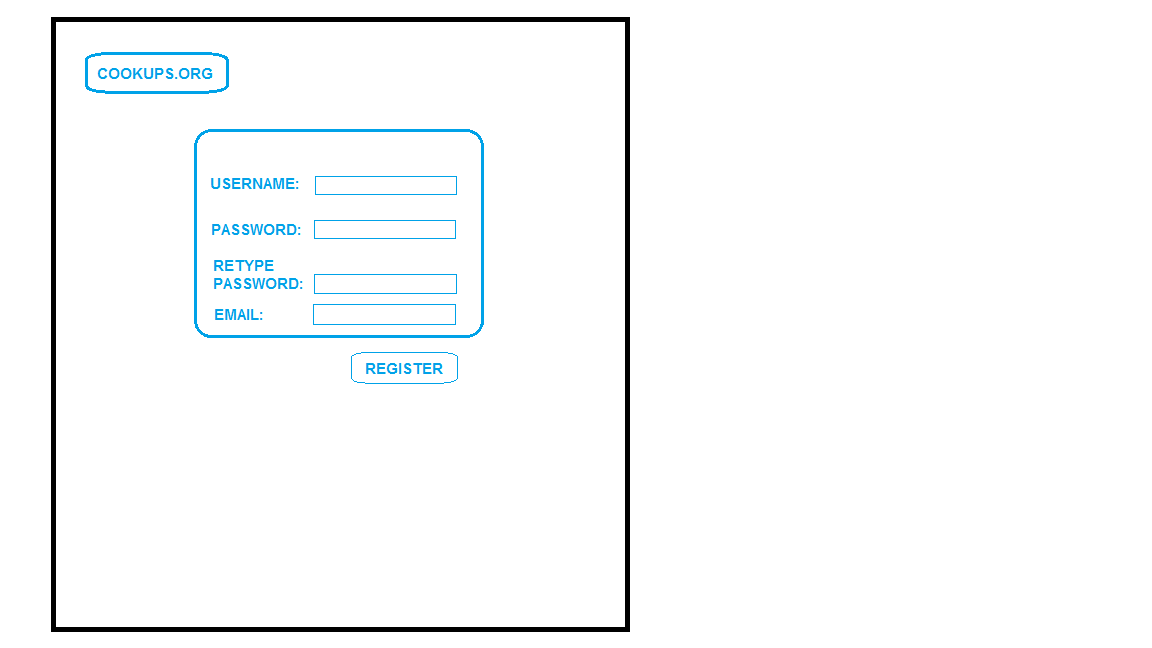 COOKUPS.ORG
USERNAME:
PASSWORD:
RETYPE
PASSWORD:
EMAIL:
REGISTER